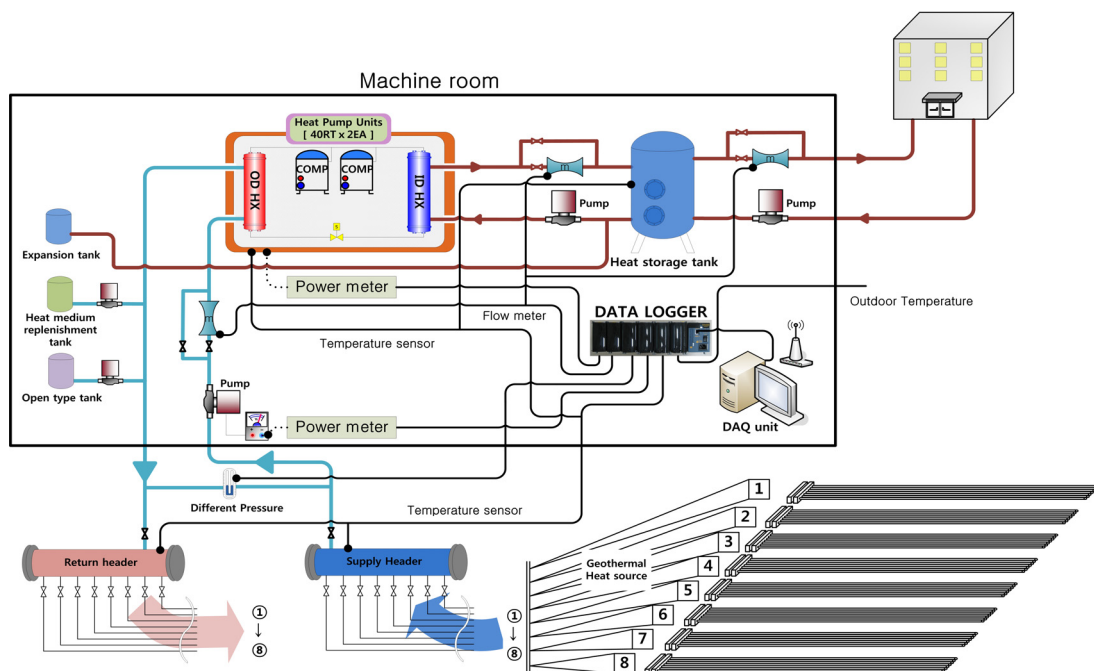 Machine room
Heat Pump Units
[ 40RT x 2EA ]
OD HX
COMP
COMP
ID HX
m
m
Pump
Pump
Expansion tank
Heat storage tank
Power meter
Heat medium
replenishment
tank
m
Flow meter
DATA LOGGER
Outdoor Temperature
Temperature sensor
Open type tank
Pump
Power meter
DAQ unit
Different Pressure
Temperature sensor
Return header
Supply Header
①
↓
⑧
①
↓
⑧
Geothermal
Heat source
1
2
3
4
5
6
7
8